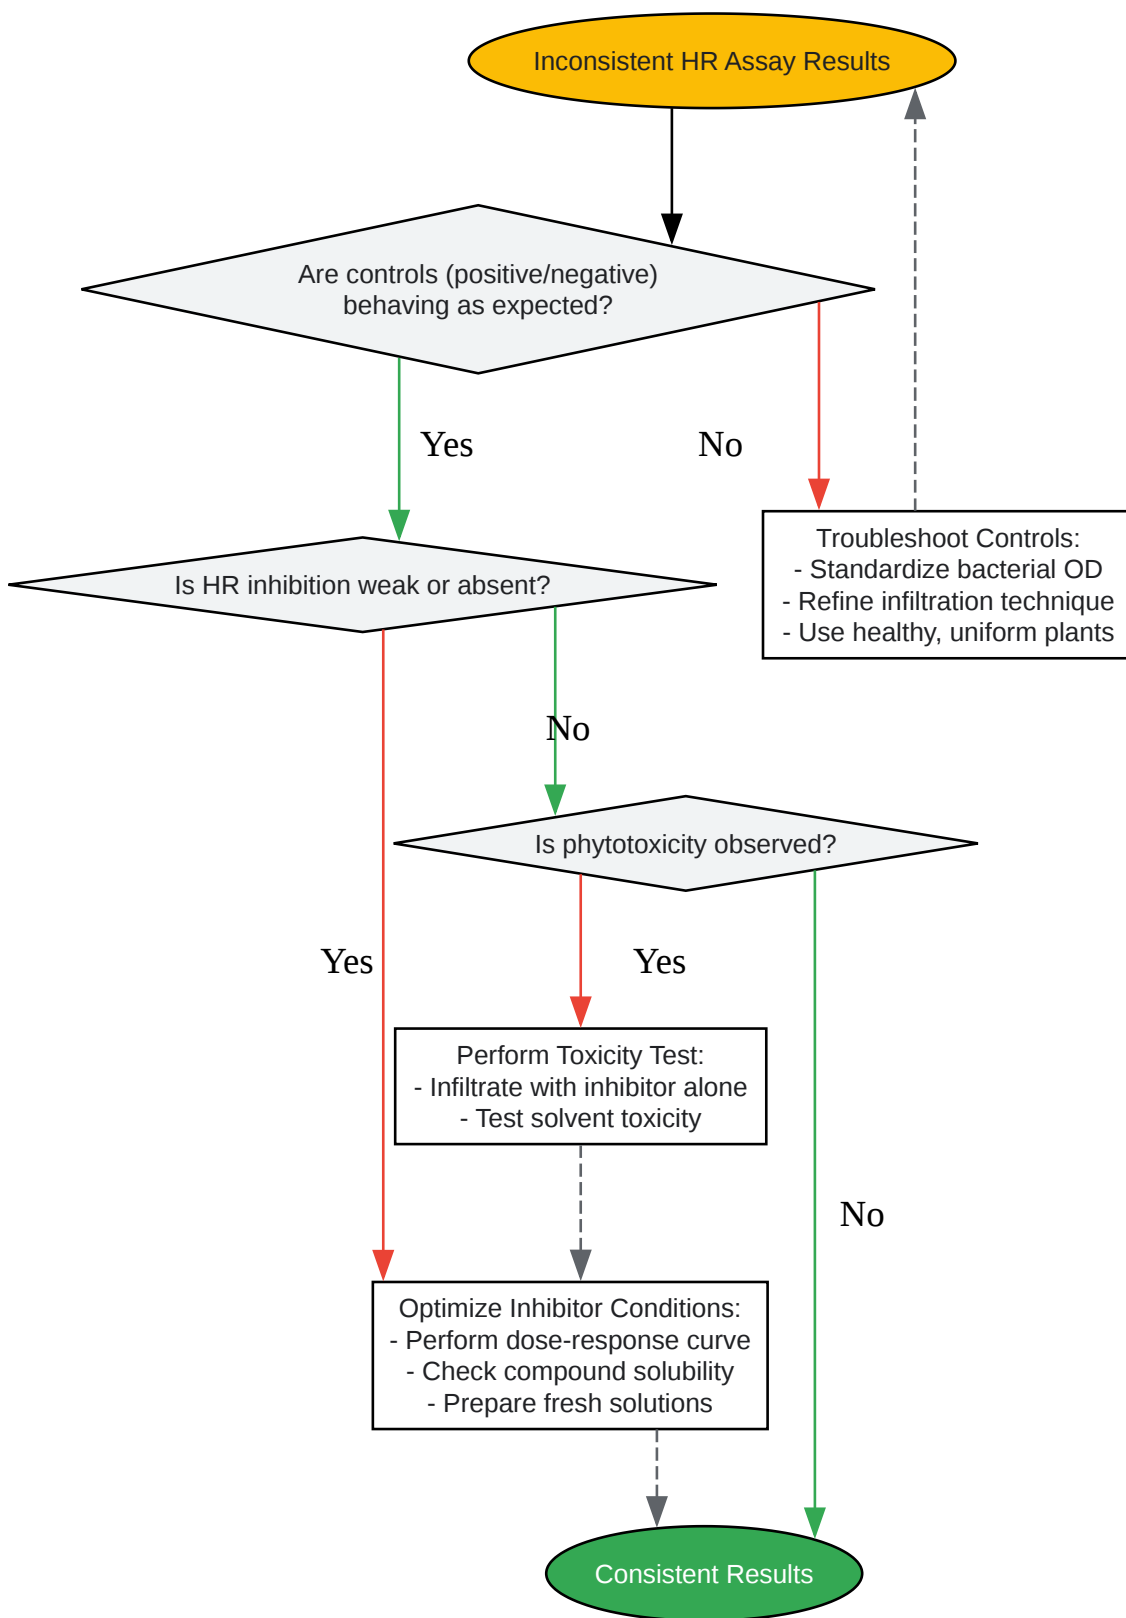 Inconsistent HR Assay Results
Are controls (positive/negative)
behaving as expected?
Yes
No
Troubleshoot Controls:
- Standardize bacterial OD
- Refine infiltration technique
- Use healthy, uniform plants
Is HR inhibition weak or absent?
No
Is phytotoxicity observed?
Yes
Yes
Perform Toxicity Test:
- Infiltrate with inhibitor alone
- Test solvent toxicity
No
Optimize Inhibitor Conditions:
- Perform dose-response curve
- Check compound solubility
- Prepare fresh solutions
Consistent Results